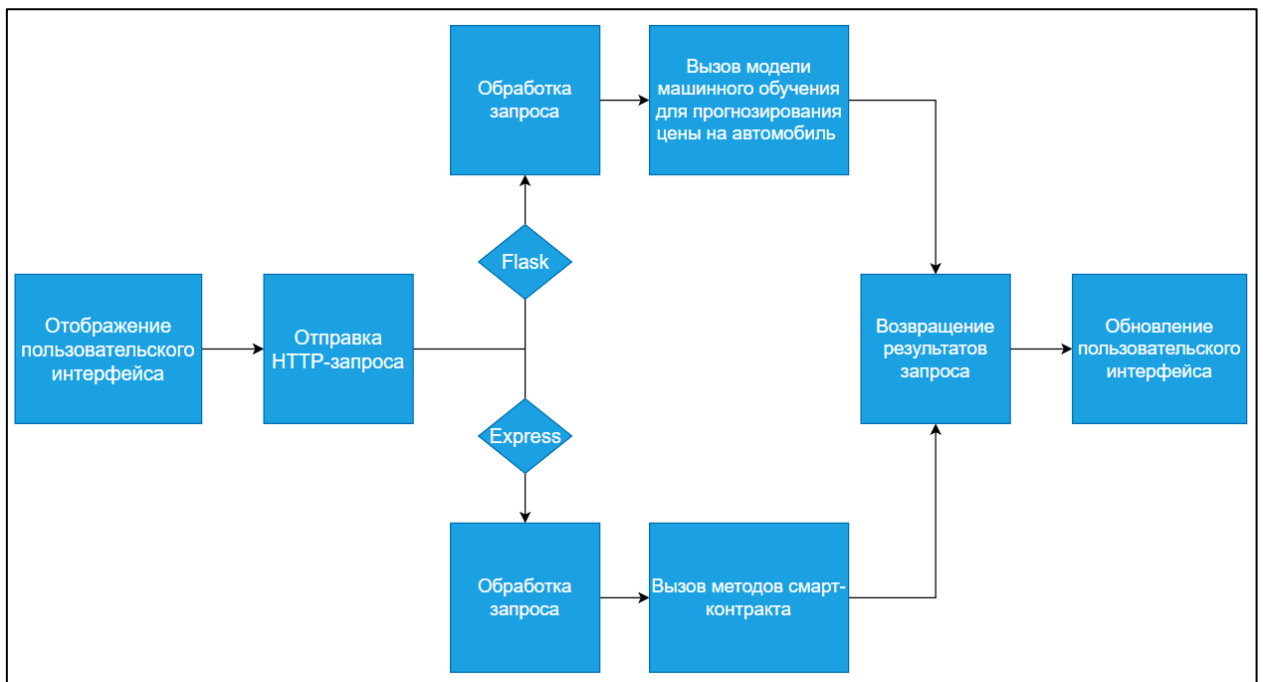 Обработка
запроса
Вызов модели
машинного обучения
для прогнозирования
цены на автомобиль
Flask
Отображение
пользовательского
интерфейса
Отправка
HTTP-запроса
Возвращение
результатов
запроса
Обновление
пользовательского
интерфейса
Express
Обработка
запроса
Вызов методов смарт-
контракта